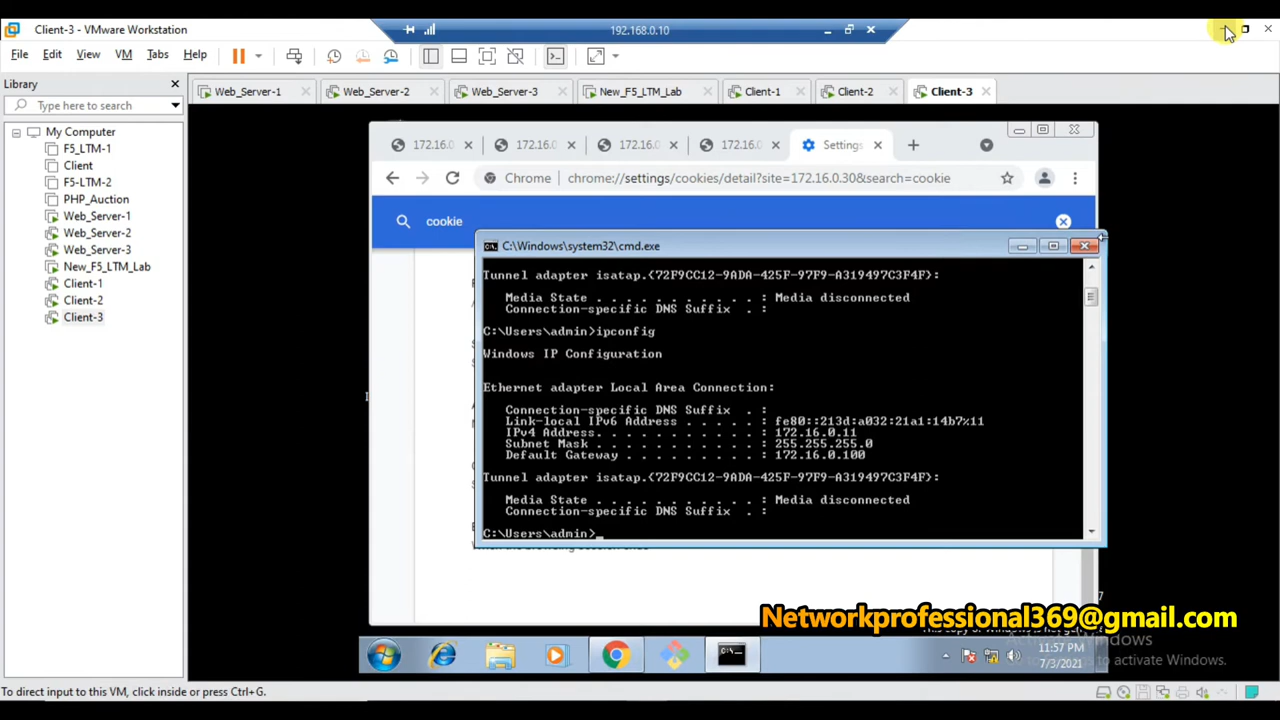 Client-3 - VMware Workstation
192.168.0.10
File Edit View VM Tabs Help
Library
Type here to search
My Computer
F5_LTM-1
Client
F5_LTM-2
PHP_Auction
Web_Server-1
Web_Server-2
Web_Server-3
New_F5_LTM_Lab
Client-1
Client-2
Client-3
Web_Server-1 Web_Server-2 Web_Server-3 New_F5_LTM_Lab Client-1 Client-2 Client-3
172.16.0. 172.16.0. 172.16.0. 172.16.0. Settings
Chrome | chrome://settings/cookies/detail?site=172.16.0.30&search=cookie
cookie
C:\Windows\system32\cmd.exe
Tunnel adapter isatap.{72F9CC12-9ADA-425F-97F9-A319497C3F4F}:
Media State . . . . . . . . . . . : Media disconnected
Connection-specific DNS Suffix . :
C:\Users\admin>ipconfig
Windows IP Configuration
Ethernet adapter Local Area Connection:
Connection-specific DNS Suffix . :
Link-local IPv6 Address . . . . . : fe80::213d:a032:21a1:14b7%11
IPv4 Address. . . . . . . . . . . : 172.16.0.11
Subnet Mask . . . . . . . . . . . : 255.255.255.0
Default Gateway . . . . . . . . . : 172.16.0.100
Tunnel adapter isatap.{72F9CC12-9ADA-425F-97F9-A319497C3F4F}:
Media State . . . . . . . . . . . : Media disconnected
Connection-specific DNS Suffix . :
C:\Users\admin>_
Networkprofessional369@gmail.com
Windows
to activate Windows.
11:57 PM
7/3/2021
To direct input to this VM, click inside or press Ctrl+G.